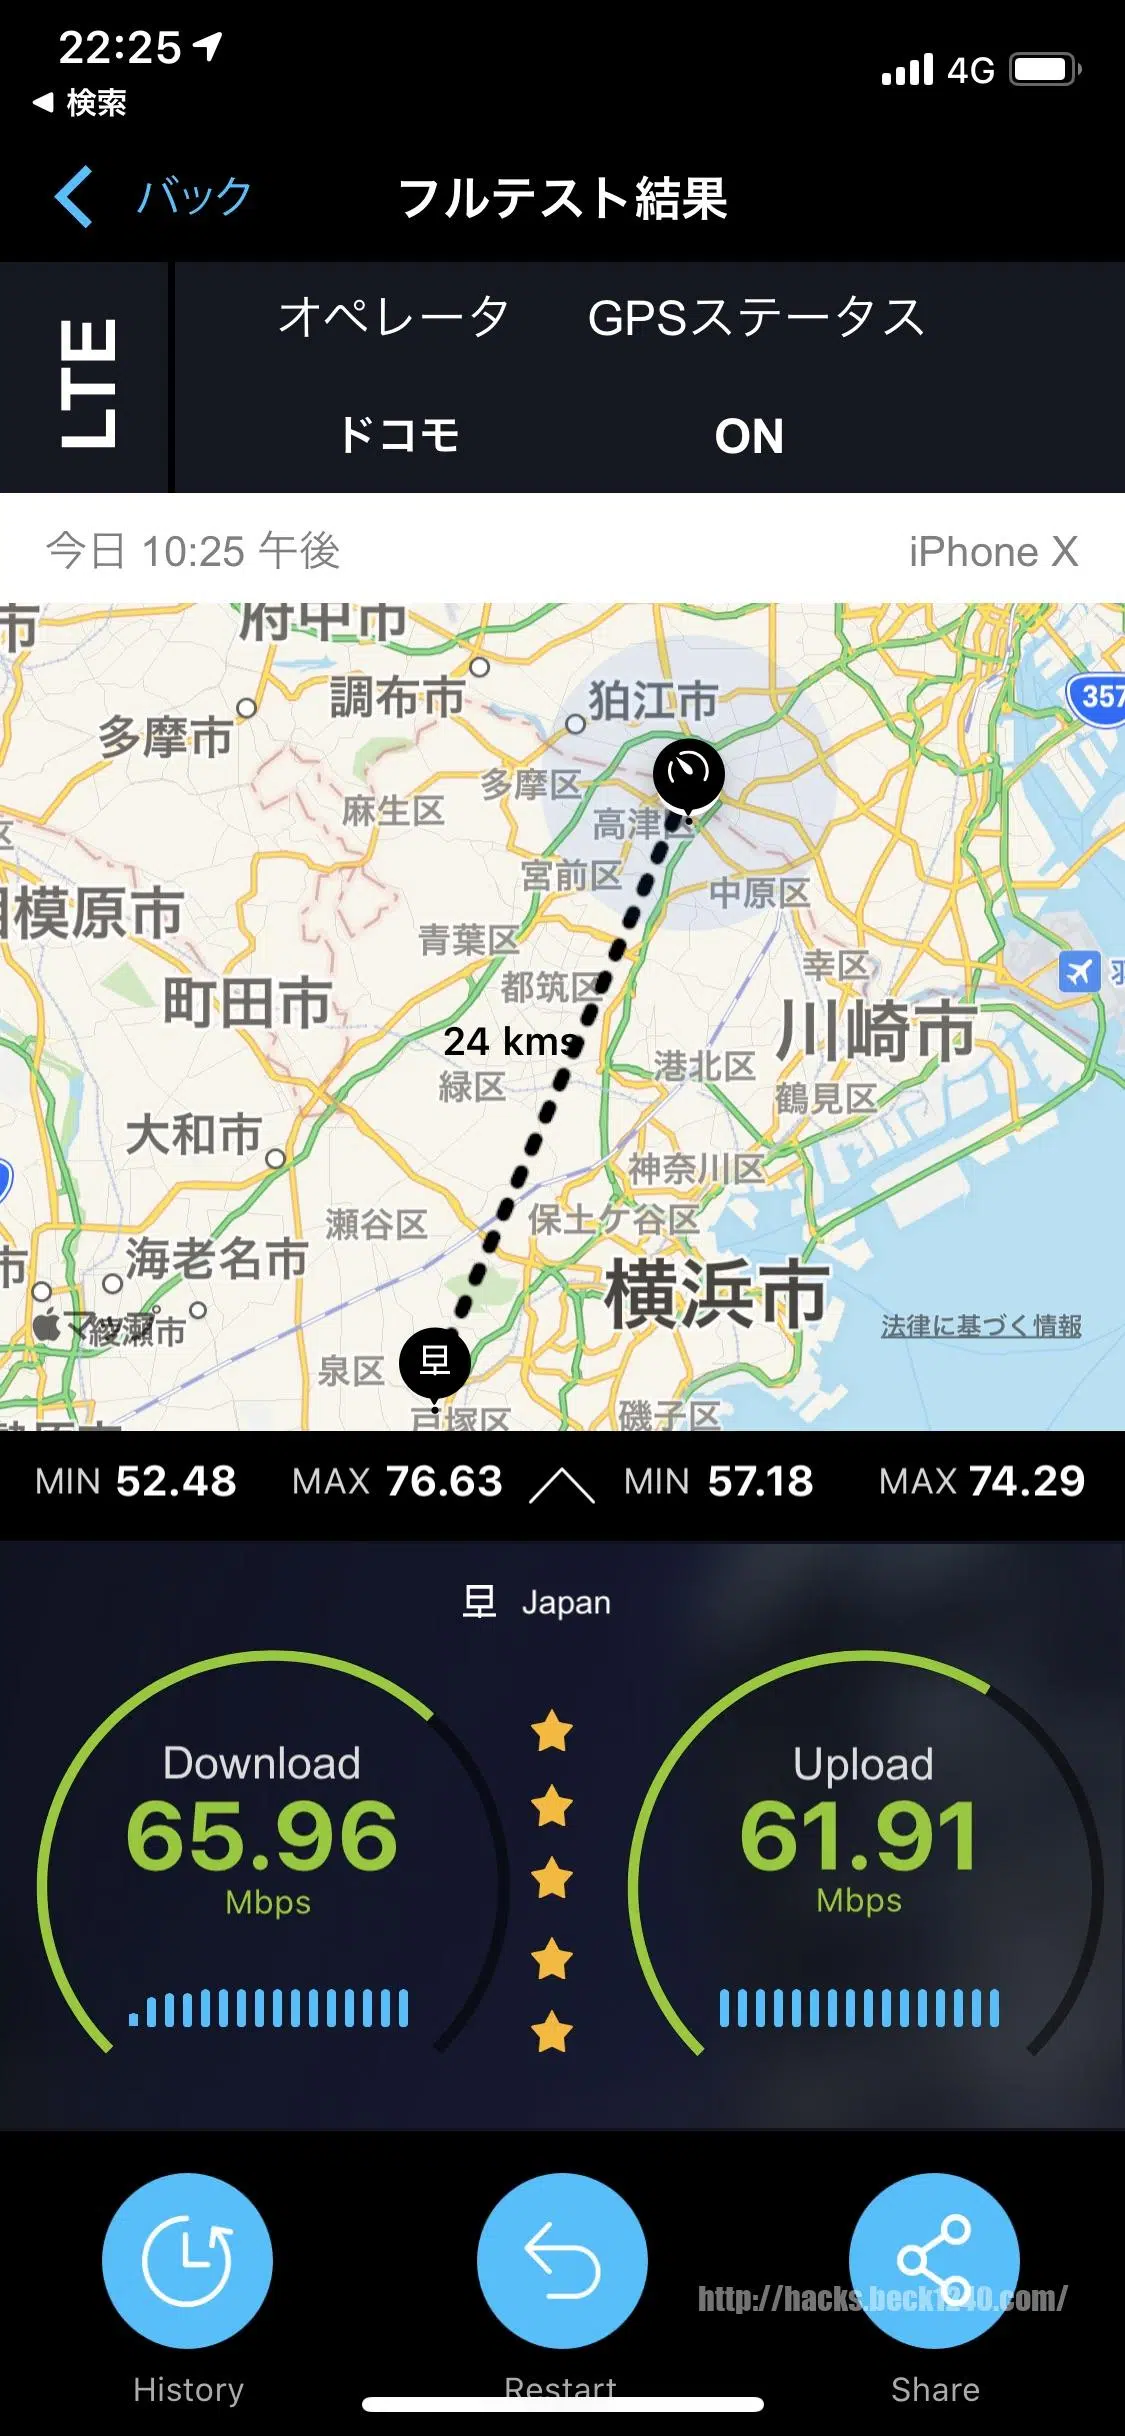 22:25
4G
検索
バック
フルテスト結果
LTE
オペレータ
GPSステータス
ドコモ
ON
今日 10:25 午後
iPhone X
市
府中市
調布市
狛江市
357
多摩市
多摩区
麻生区
高津区
区
宮前区
中原区
模原市
青葉区
幸区
都筑区
町田市
川崎市
24 kms
港北区
緑区
鶴見区
大和市
神奈川区
瀬谷区
保土ケ谷区
海老名市
市
横浜市
マップ
綾瀬市
法律に基づく情報
泉区
戸塚区
磯子区
MIN 52.48
MAX 76.63
MIN 57.18
MAX 74.29
Japan
Download
65.96
Mbps
Upload
61.91
Mbps
http://hacks.beck1240.com/
History
Restart
Share